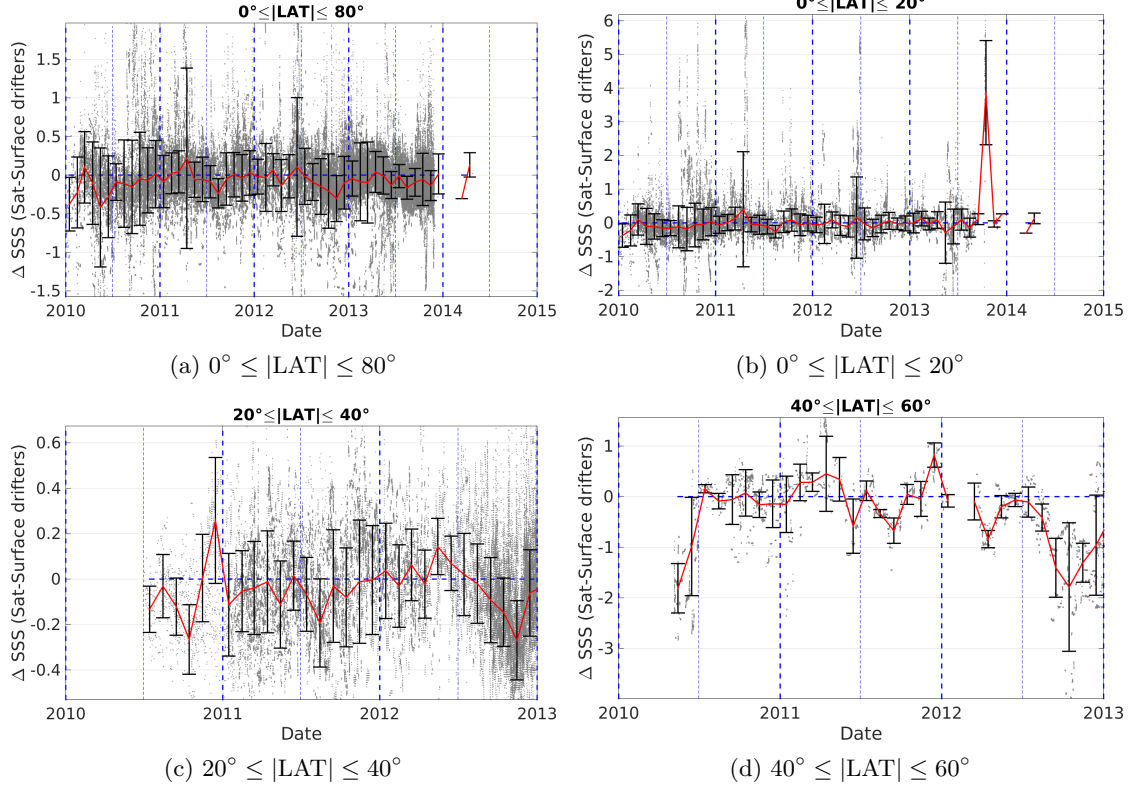 0°≤|LAT|≤ 80°
Δ SSS (Sat-Surface drifters)
1.5
1
0.5
0
-0.5
-1
-1.5
2010 2011 2012 2013 2014 2015
Date
(a) 0° ≤ |LAT| ≤ 80°
0°≤|LAT|≤ 20°
Δ SSS (Sat-Surface drifters)
6
5
4
3
2
1
0
-1
-2
2010 2011 2012 2013 2014 2015
Date
(b) 0° ≤ |LAT| ≤ 20°
20°≤|LAT|≤ 40°
Δ SSS (Sat-Surface drifters)
0.6
0.4
0.2
0
-0.2
-0.4
2010 2011 2012 2013
Date
(c) 20° ≤ |LAT| ≤ 40°
40°≤|LAT|≤ 60°
Δ SSS (Sat-Surface drifters)
1
0
-1
-2
-3
2010 2011 2012 2013
Date
(d) 40° ≤ |LAT| ≤ 60°